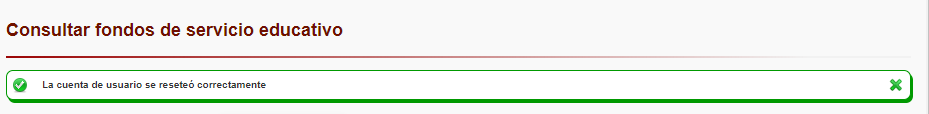 Consultar fondos de servicio educativo
La cuenta de usuario se reseteó correctamente